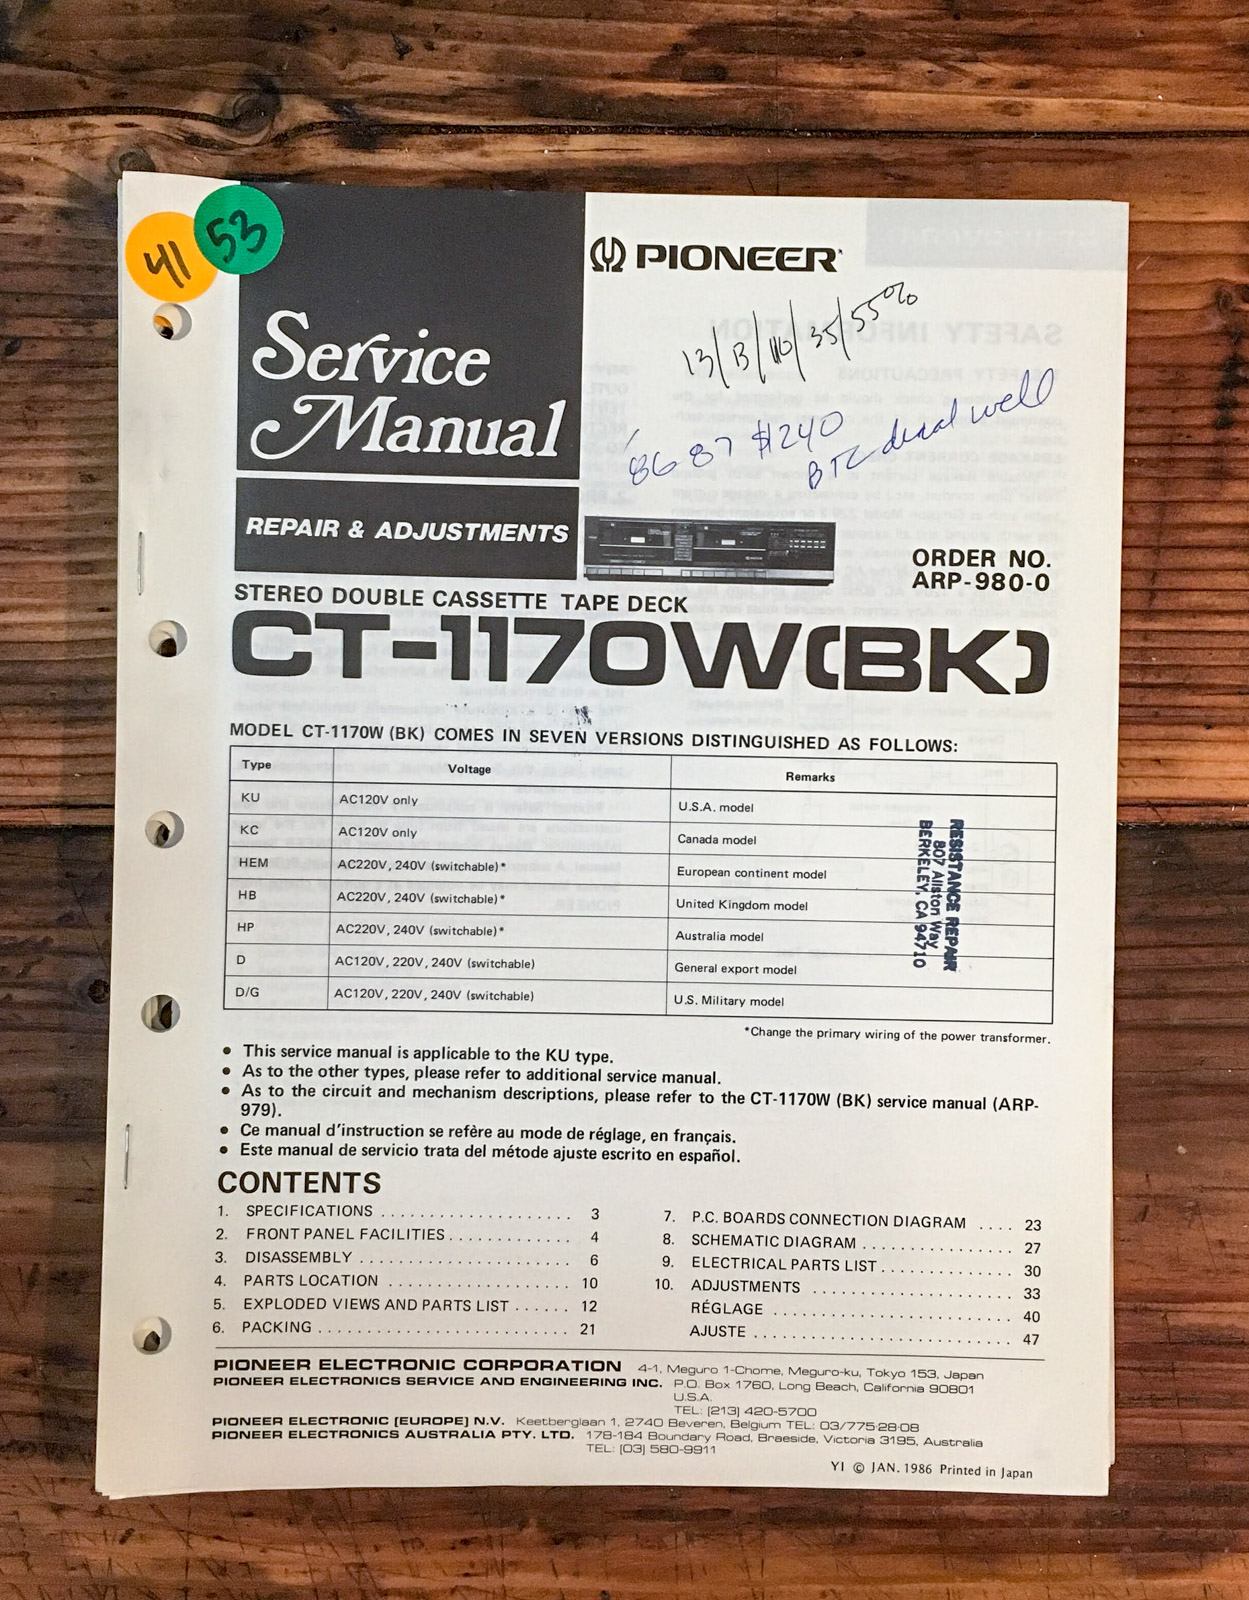 41
53
PIONEER
Service
Manual
13/B/110/35/55%
'86 87 $240
BTC dual well
REPAIR & ADJUSTMENTS
ORDER NO.
ARP-980-0
STEREO DOUBLE CASSETTE TAPE DECK
CT-1170W(BK)
MODEL CT-1170W (BK) COMES IN SEVEN VERSIONS DISTINGUISHED AS FOLLOWS:
Type Voltage Remarks
KU AC120V only U.S.A. model
KC AC120V only Canada model
HEM AC220V, 240V (switchable)* European continent model
HB AC220V, 240V (switchable)* United Kingdom model
HP AC220V, 240V (switchable)* Australia model
D AC120V, 220V, 240V (switchable) General export model
D/G AC120V, 220V, 240V (switchable) U.S. Military model
RESISTANCE REPAIR
807 Allston Way
BERKELEY, CA 94710
*Change the primary wiring of the power transformer.
• This service manual is applicable to the KU type.
• As to the other types, please refer to additional service manual.
• As to the circuit and mechanism descriptions, please refer to the CT-1170W (BK) service manual (ARP-
979).
• Ce manual d'instruction se refère au mode de réglage, en français.
• Este manual de servicio trata del métode ajuste escrito en español.
CONTENTS
1. SPECIFICATIONS .................... 3
2. FRONT PANEL FACILITIES ............. 4
3. DISASSEMBLY ....................... 6
4. PARTS LOCATION .................... 10
5. EXPLODED VIEWS AND PARTS LIST ...... 12
6. PACKING ........................... 21
7. P.C. BOARDS CONNECTION DIAGRAM .... 23
8. SCHEMATIC DIAGRAM ................. 27
9. ELECTRICAL PARTS LIST .............. 30
10. ADJUSTMENTS ...................... 33
RÉGLAGE .......................... 40
AJUSTE ........................... 47
PIONEER ELECTRONIC CORPORATION 4-1, Meguro 1-Chome, Meguro-ku, Tokyo 153, Japan
PIONEER ELECTRONICS SERVICE AND ENGINEERING INC. P.O. Box 1760, Long Beach, California 90801
U.S.A.
TEL: (213) 420-5700
PIONEER ELECTRONIC [EUROPE] N.V. Keetberglaan 1, 2740 Beveren, Belgium TEL: 03/775·28·08
PIONEER ELECTRONICS AUSTRALIA PTY. LTD. 178-184 Boundary Road, Braeside, Victoria 3195, Australia
TEL: (03) 580-9911
YI © JAN. 1986 Printed in Japan